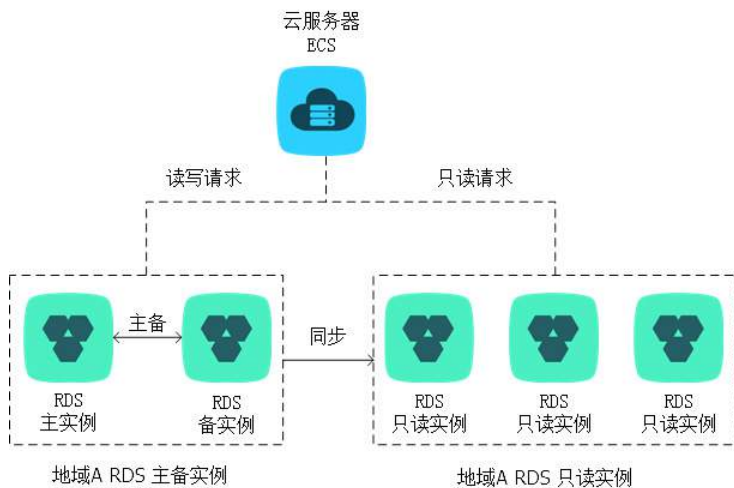 云服务器
ECS
读写请求
只读请求
主备
同步
RDS
主实例
RDS
备实例
RDS
只读实例
RDS
只读实例
RDS
只读实例
地域A RDS 主备实例
地域A RDS 只读实例